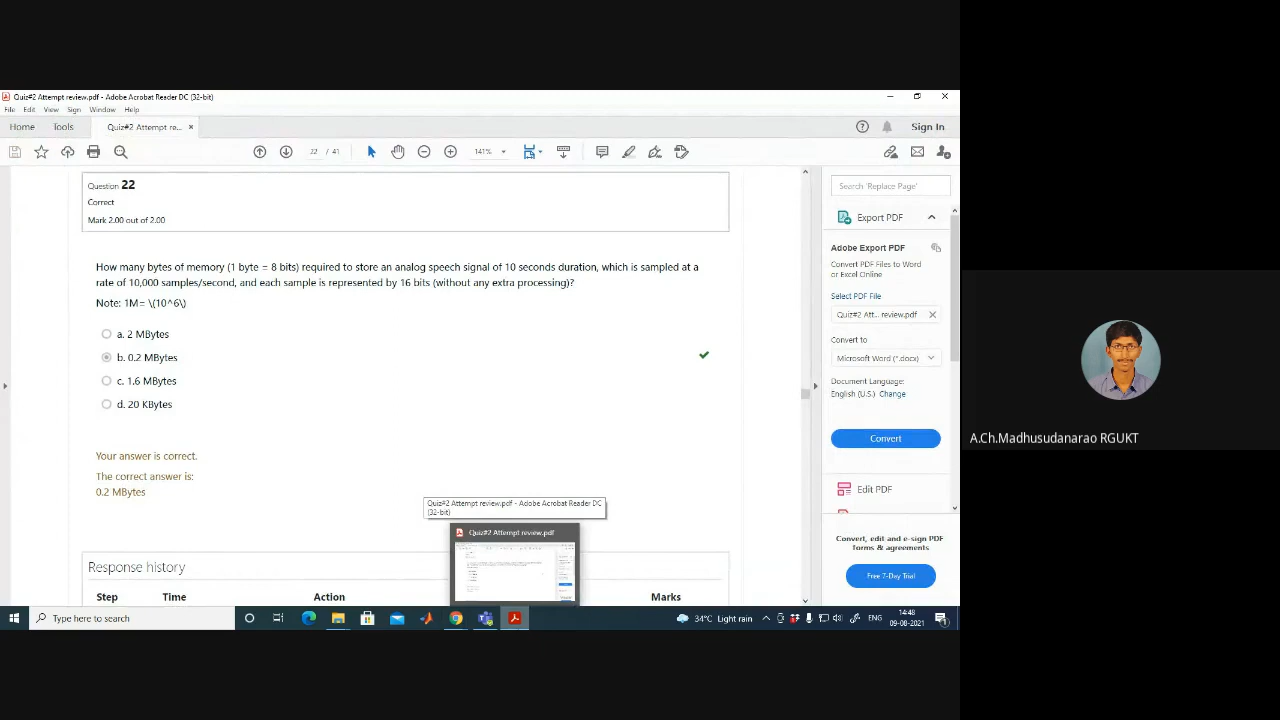 Quiz#2 Attempt review.pdf - Adobe Acrobat Reader DC (32-bit)
File Edit View Sign Window Help
Home Tools Quiz#2 Attempt re... × Sign In
22 / 41 141%
Question 22
Correct
Mark 2.00 out of 2.00
How many bytes of memory (1 byte = 8 bits) required to store an analog speech signal of 10 seconds duration, which is sampled at a
rate of 10,000 samples/second, and each sample is represented by 16 bits (without any extra processing)?
Note: 1M= \(10^6\)
a. 2 MBytes
b. 0.2 MBytes
c. 1.6 MBytes
d. 20 KBytes
Your answer is correct.
The correct answer is:
0.2 MBytes
Quiz#2 Attempt review.pdf - Adobe Acrobat Reader DC
(32-bit)
Quiz#2 Attempt review.pdf
Response history
Step Time Action Marks
Search 'Replace Page'
Export PDF
Adobe Export PDF
Convert PDF Files to Word
or Excel Online
Select PDF File
Quiz#2 Att... review.pdf
Convert to
Microsoft Word (*.docx)
Document Language:
English (U.S.) Change
Convert
Edit PDF
Convert, edit and e-sign PDF
forms & agreements
Free 7-Day Trial
Type here to search
34°C Light rain
ENG
14:48
09-08-2021
A.Ch.Madhusudanarao RGUKT